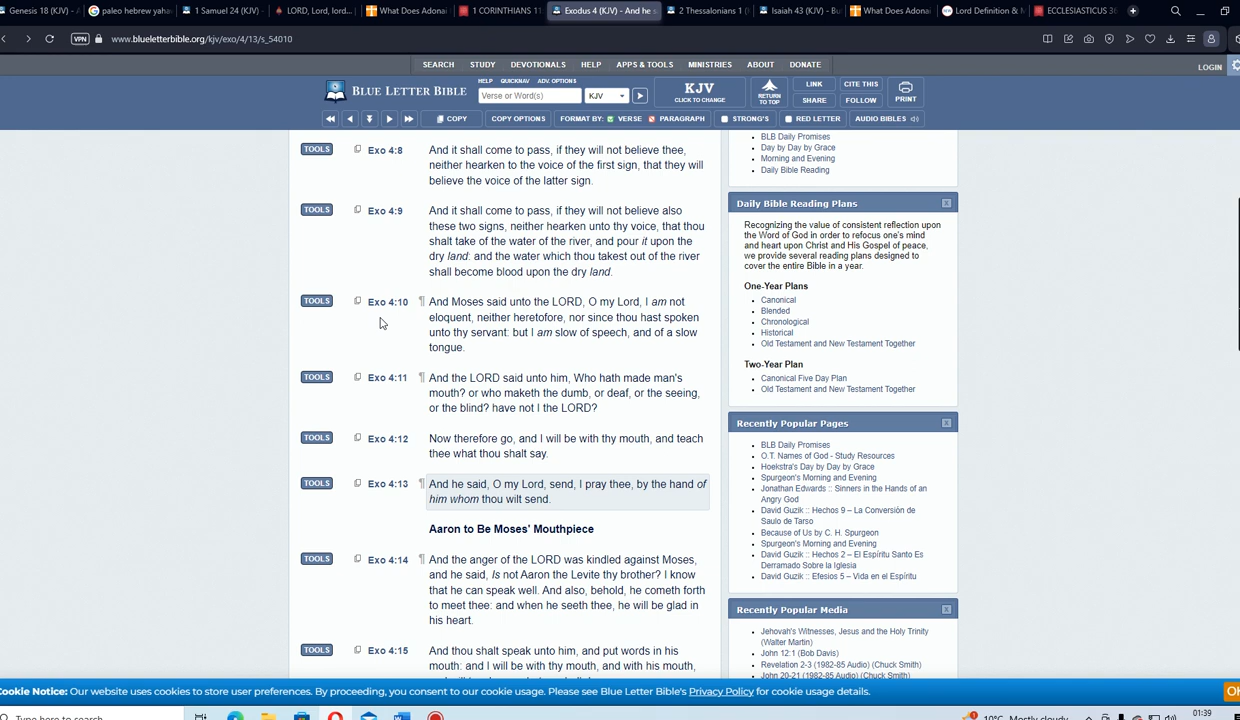 Genesis 18 (KJV) -
paleo hebrew yaha
1 Samuel 24 (KJV) -
LORD, Lord, lord...
What Does Adonai
1 CORINTHIANS 11
Exodus 4 (KJV) - And he s
2 Thessalonians 1 (
Isaiah 43 (KJV) - Bu
What Does Adonai
Lord Definition & M
ECCLESIASTICUS 36
VPN www.blueletterbible.org/kjv/exo/4/13/s_54010
SEARCH STUDY DEVOTIONALS HELP APPS & TOOLS MINISTRIES ABOUT DONATE
LOGIN
BLUE LETTER BIBLE
HELP QUICKNAV ADV. OPTIONS
Verse or Word(s) KJV
KJV
CLICK TO CHANGE
RETURN
TO TOP
LINK CITE THIS
SHARE FOLLOW
PRINT
COPY COPY OPTIONS FORMAT BY: VERSE PARAGRAPH STRONG'S RED LETTER AUDIO BIBLES
TOOLS Exo 4:8 And it shall come to pass, if they will not believe thee,
neither hearken to the voice of the first sign, that they will
believe the voice of the latter sign.
TOOLS Exo 4:9 And it shall come to pass, if they will not believe also
these two signs, neither hearken unto thy voice, that thou
shalt take of the water of the river, and pour it upon the
dry land: and the water which thou takest out of the river
shall become blood upon the dry land.
TOOLS Exo 4:10 ¶ And Moses said unto the LORD, O my Lord, I am not
eloquent, neither heretofore, nor since thou hast spoken
unto thy servant: but I am slow of speech, and of a slow
tongue.
TOOLS Exo 4:11 ¶ And the LORD said unto him, Who hath made man's
mouth? or who maketh the dumb, or deaf, or the seeing,
or the blind? have not I the LORD?
TOOLS Exo 4:12 Now therefore go, and I will be with thy mouth, and teach
thee what thou shalt say.
TOOLS Exo 4:13 ¶ And he said, O my Lord, send, I pray thee, by the hand of
him whom thou wilt send.
Aaron to Be Moses' Mouthpiece
TOOLS Exo 4:14 ¶ And the anger of the LORD was kindled against Moses,
and he said, Is not Aaron the Levite thy brother? I know
that he can speak well. And also, behold, he cometh forth
to meet thee: and when he seeth thee, he will be glad in
his heart.
TOOLS Exo 4:15 And thou shalt speak unto him, and put words in his
mouth: and I will be with thy mouth, and with his mouth,
BLB Daily Promises
Day by Day by Grace
Morning and Evening
Daily Bible Reading
Daily Bible Reading Plans
Recognizing the value of consistent reflection upon
the Word of God in order to refocus one's mind
and heart upon Christ and His Gospel of peace,
we provide several reading plans designed to
cover the entire Bible in a year.
One-Year Plans
Canonical
Blended
Chronological
Historical
Old Testament and New Testament Together
Two-Year Plan
Canonical Five Day Plan
Old Testament and New Testament Together
Recently Popular Pages
BLB Daily Promises
O.T. Names of God - Study Resources
Hoekstra's Day by Day by Grace
Spurgeon's Morning and Evening
Jonathan Edwards :: Sinners in the Hands of an
Angry God
David Guzik :: Hechos 9 – La Conversión de
Saulo de Tarso
Because of Us by C. H. Spurgeon
Spurgeon's Morning and Evening
David Guzik :: Hechos 2 – El Espíritu Santo Es
Derramado Sobre la Iglesia
David Guzik :: Efesios 5 – Vida en el Espíritu
Recently Popular Media
Jehovah's Witnesses, Jesus and the Holy Trinity
(Walter Martin)
John 12:1 (Bob Davis)
Revelation 2-3 (1982-85 Audio) (Chuck Smith)
John 20-21 (1982-85 Audio) (Chuck Smith)
Cookie Notice: Our website uses cookies to store user preferences. By proceeding, you consent to our cookie usage. Please see Blue Letter Bible's Privacy Policy for cookie usage details.
Type here to search
10°C Mostly cloudy
01:39